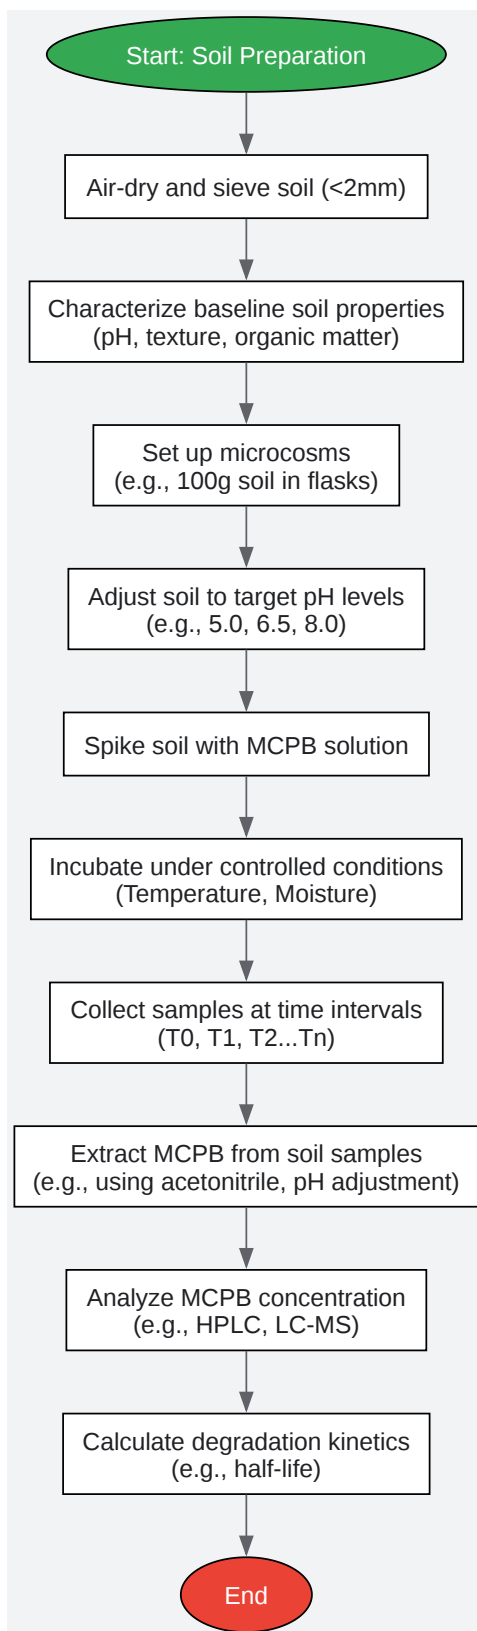 Start: Soil Preparation
Air-dry and sieve soil (<2mm)
Characterize baseline soil properties
(pH, texture, organic matter)
Set up microcosms
(e.g., 100g soil in flasks)
Adjust soil to target pH levels
(e.g., 5.0, 6.5, 8.0)
Spike soil with MCPB solution
Incubate under controlled conditions
(Temperature, Moisture)
Collect samples at time intervals
(T0, T1, T2...Tn)
Extract MCPB from soil samples
(e.g., using acetonitrile, pH adjustment)
Analyze MCPB concentration
(e.g., HPLC, LC-MS)
Calculate degradation kinetics
(e.g., half-life)
End